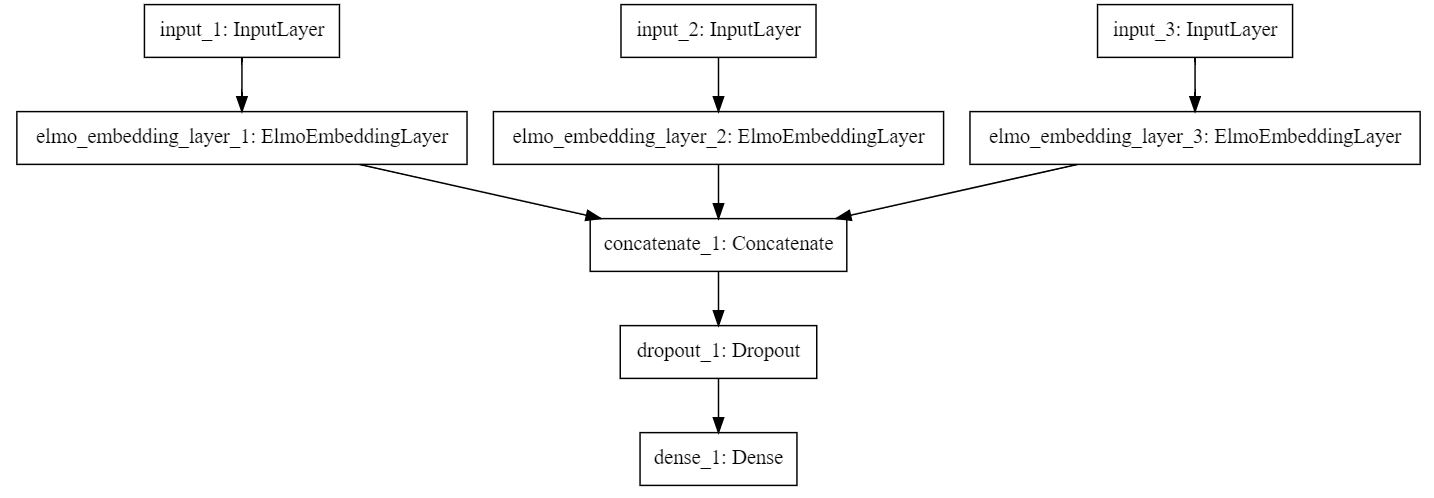 input_1: InputLayer
input_2: InputLayer
input_3: InputLayer
elmo_embedding_layer_1: ElmoEmbeddingLayer
elmo_embedding_layer_2: ElmoEmbeddingLayer
elmo_embedding_layer_3: ElmoEmbeddingLayer
concatenate_1: Concatenate
dropout_1: Dropout
dense_1: Dense